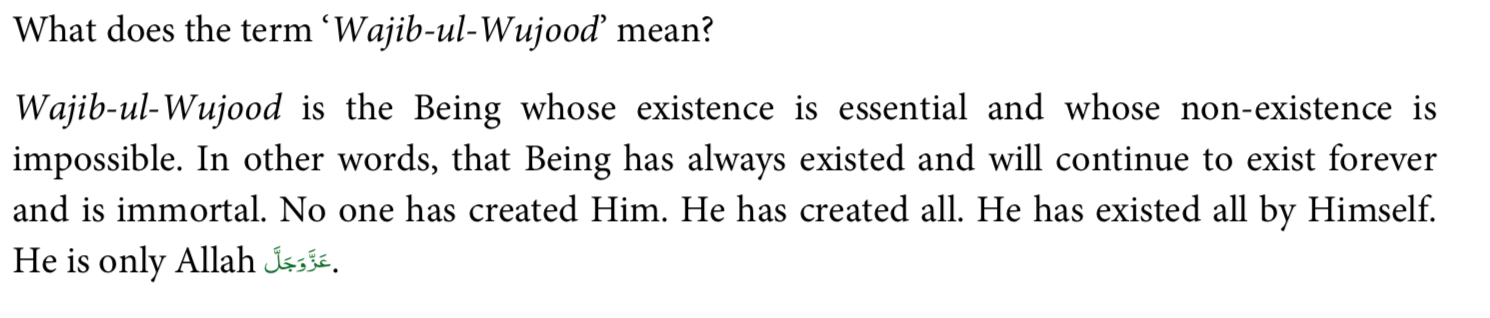 What does the term ‘Wajib-ul-Wujood’ mean?
Wajib-ul-Wujood is the Being whose existence is essential and whose non-existence is
impossible. In other words, that Being has always existed and will continue to exist forever
and is immortal. No one has created Him. He has created all. He has existed all by Himself.
He is only Allah عَزَّوَجَلَّ.